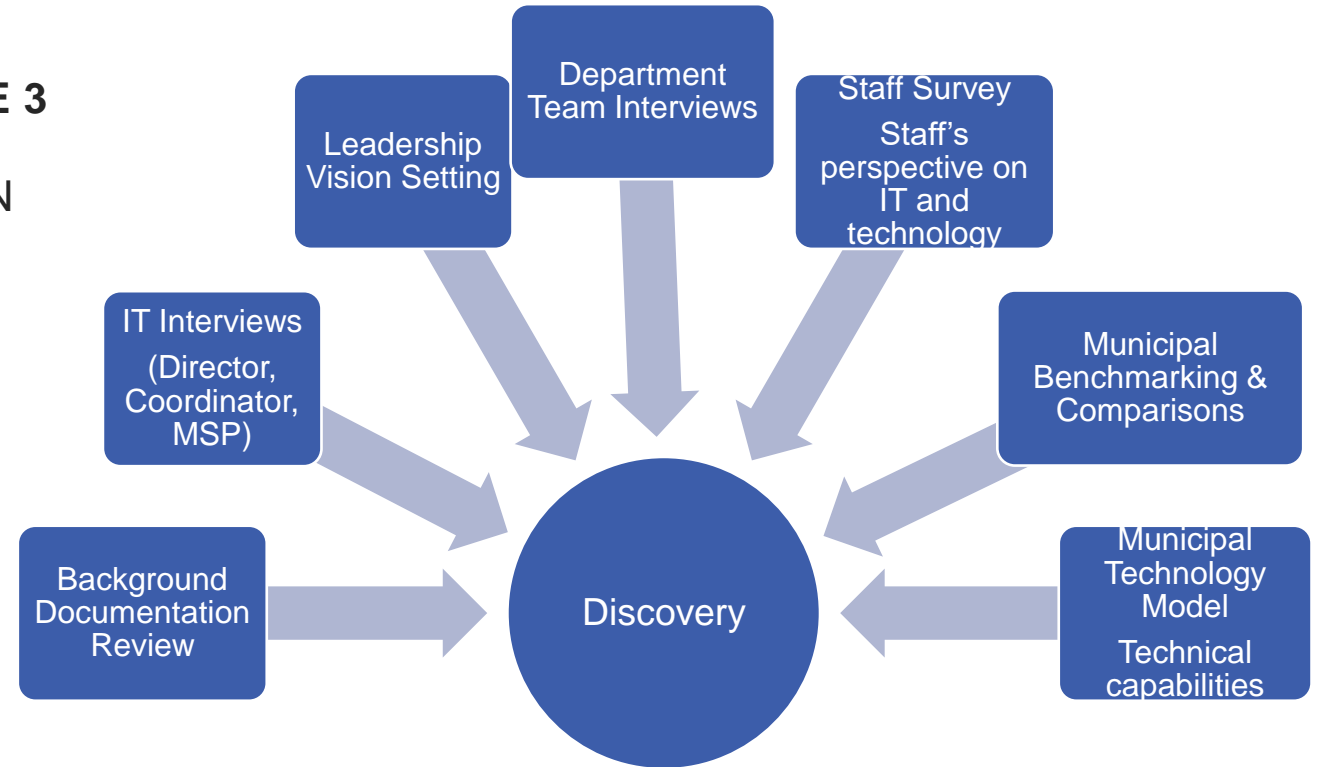 E 3
N
Department
Team Interviews
Leadership
Vision Setting
Staff Survey
Staff's
perspective on
IT and
technology
IT Interviews
(Director,
Coordinator,
MSP)
Municipal
Benchmarking &
Comparisons
Background
Documentation
Review
Discovery
Municipal
Technology
Model
Technical
capabilities